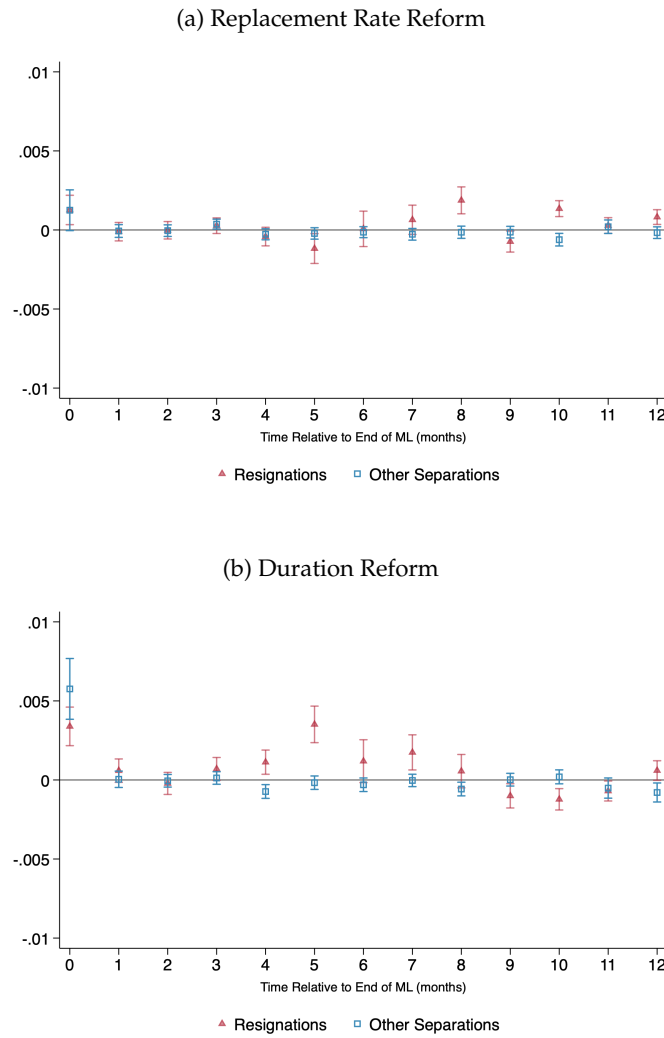 (a) Replacement Rate Reform
.01
.005
0
-.005
-.01
0 1 2 3 4 5 6 7 8 9 10 11 12
Time Relative to End of ML (months)
Resignations Other Separations
(b) Duration Reform
.01
.005
0
-.005
-.01
0 1 2 3 4 5 6 7 8 9 10 11 12
Time Relative to End of ML (months)
Resignations Other Separations